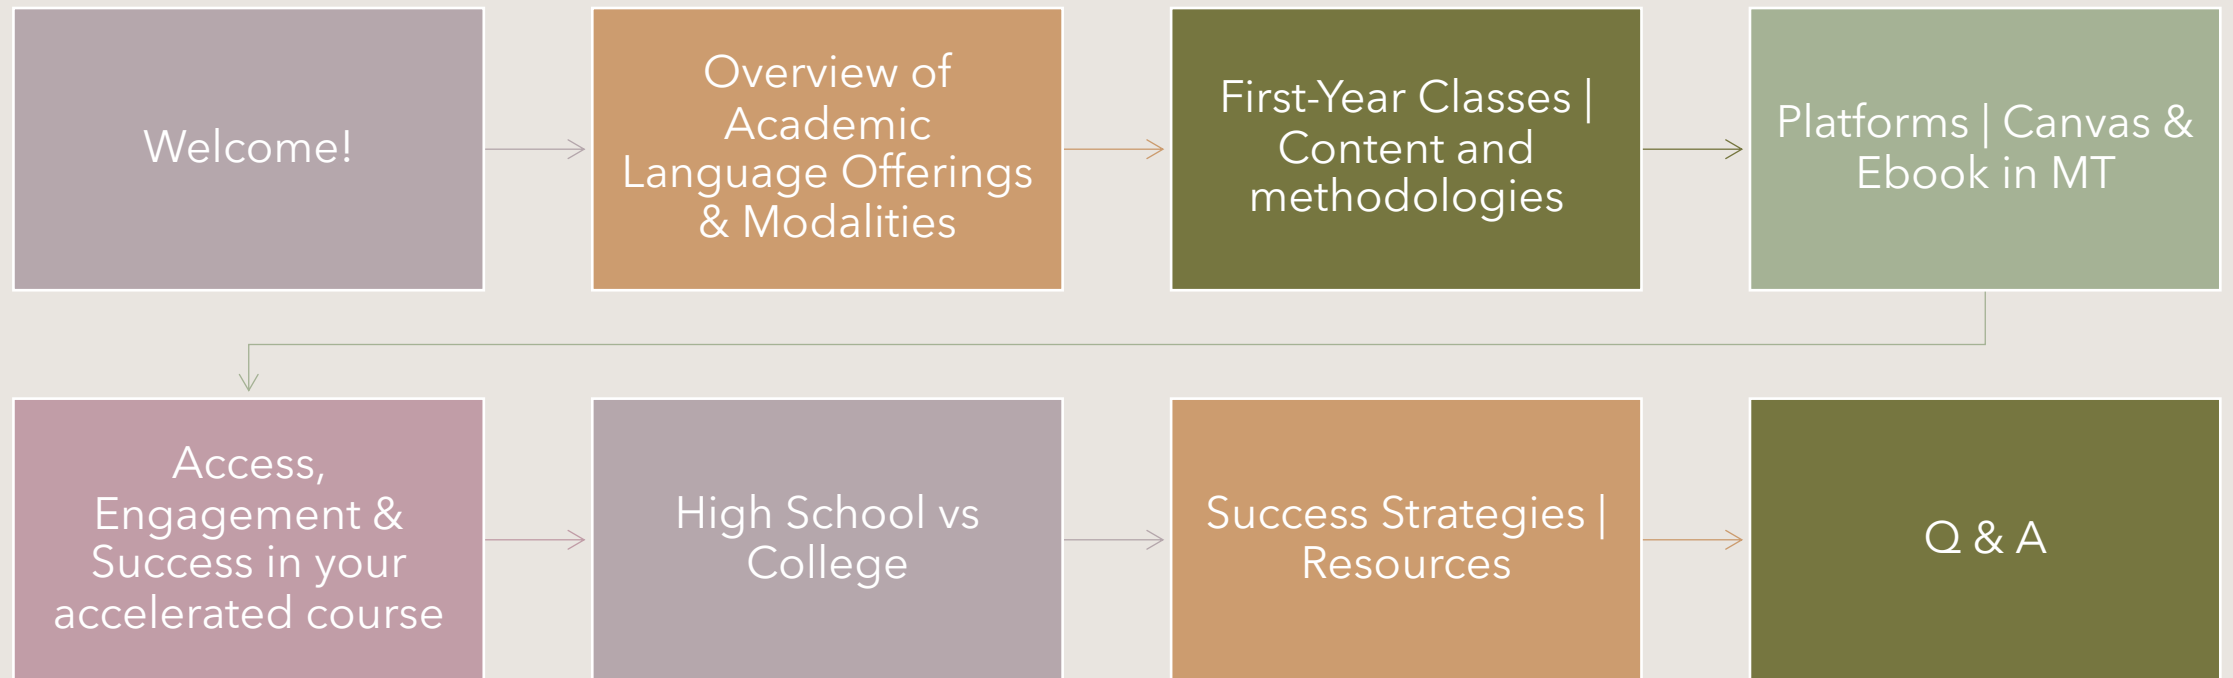 Welcome!
Overview of
Academic
Language Offerings
& Modalities
First-Year Classes |
Content and
methodologies
Platforms | Canvas &
Ebook in MT
Access,
Engagement &
Success in your
accelerated course
High School vs
College
Success Strategies |
Resources
Q & A